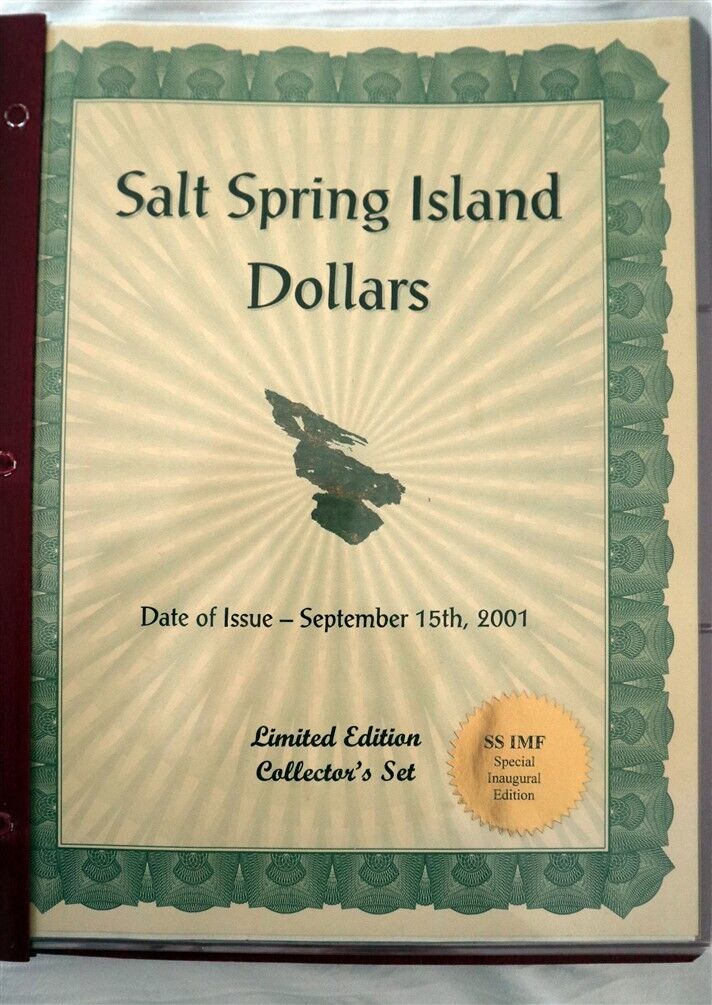 Salt Spring Island
Dollars
Date of Issue – September 15th, 2001
Limited Edition
Collector's Set
SS IMF
Special
Inaugural
Edition